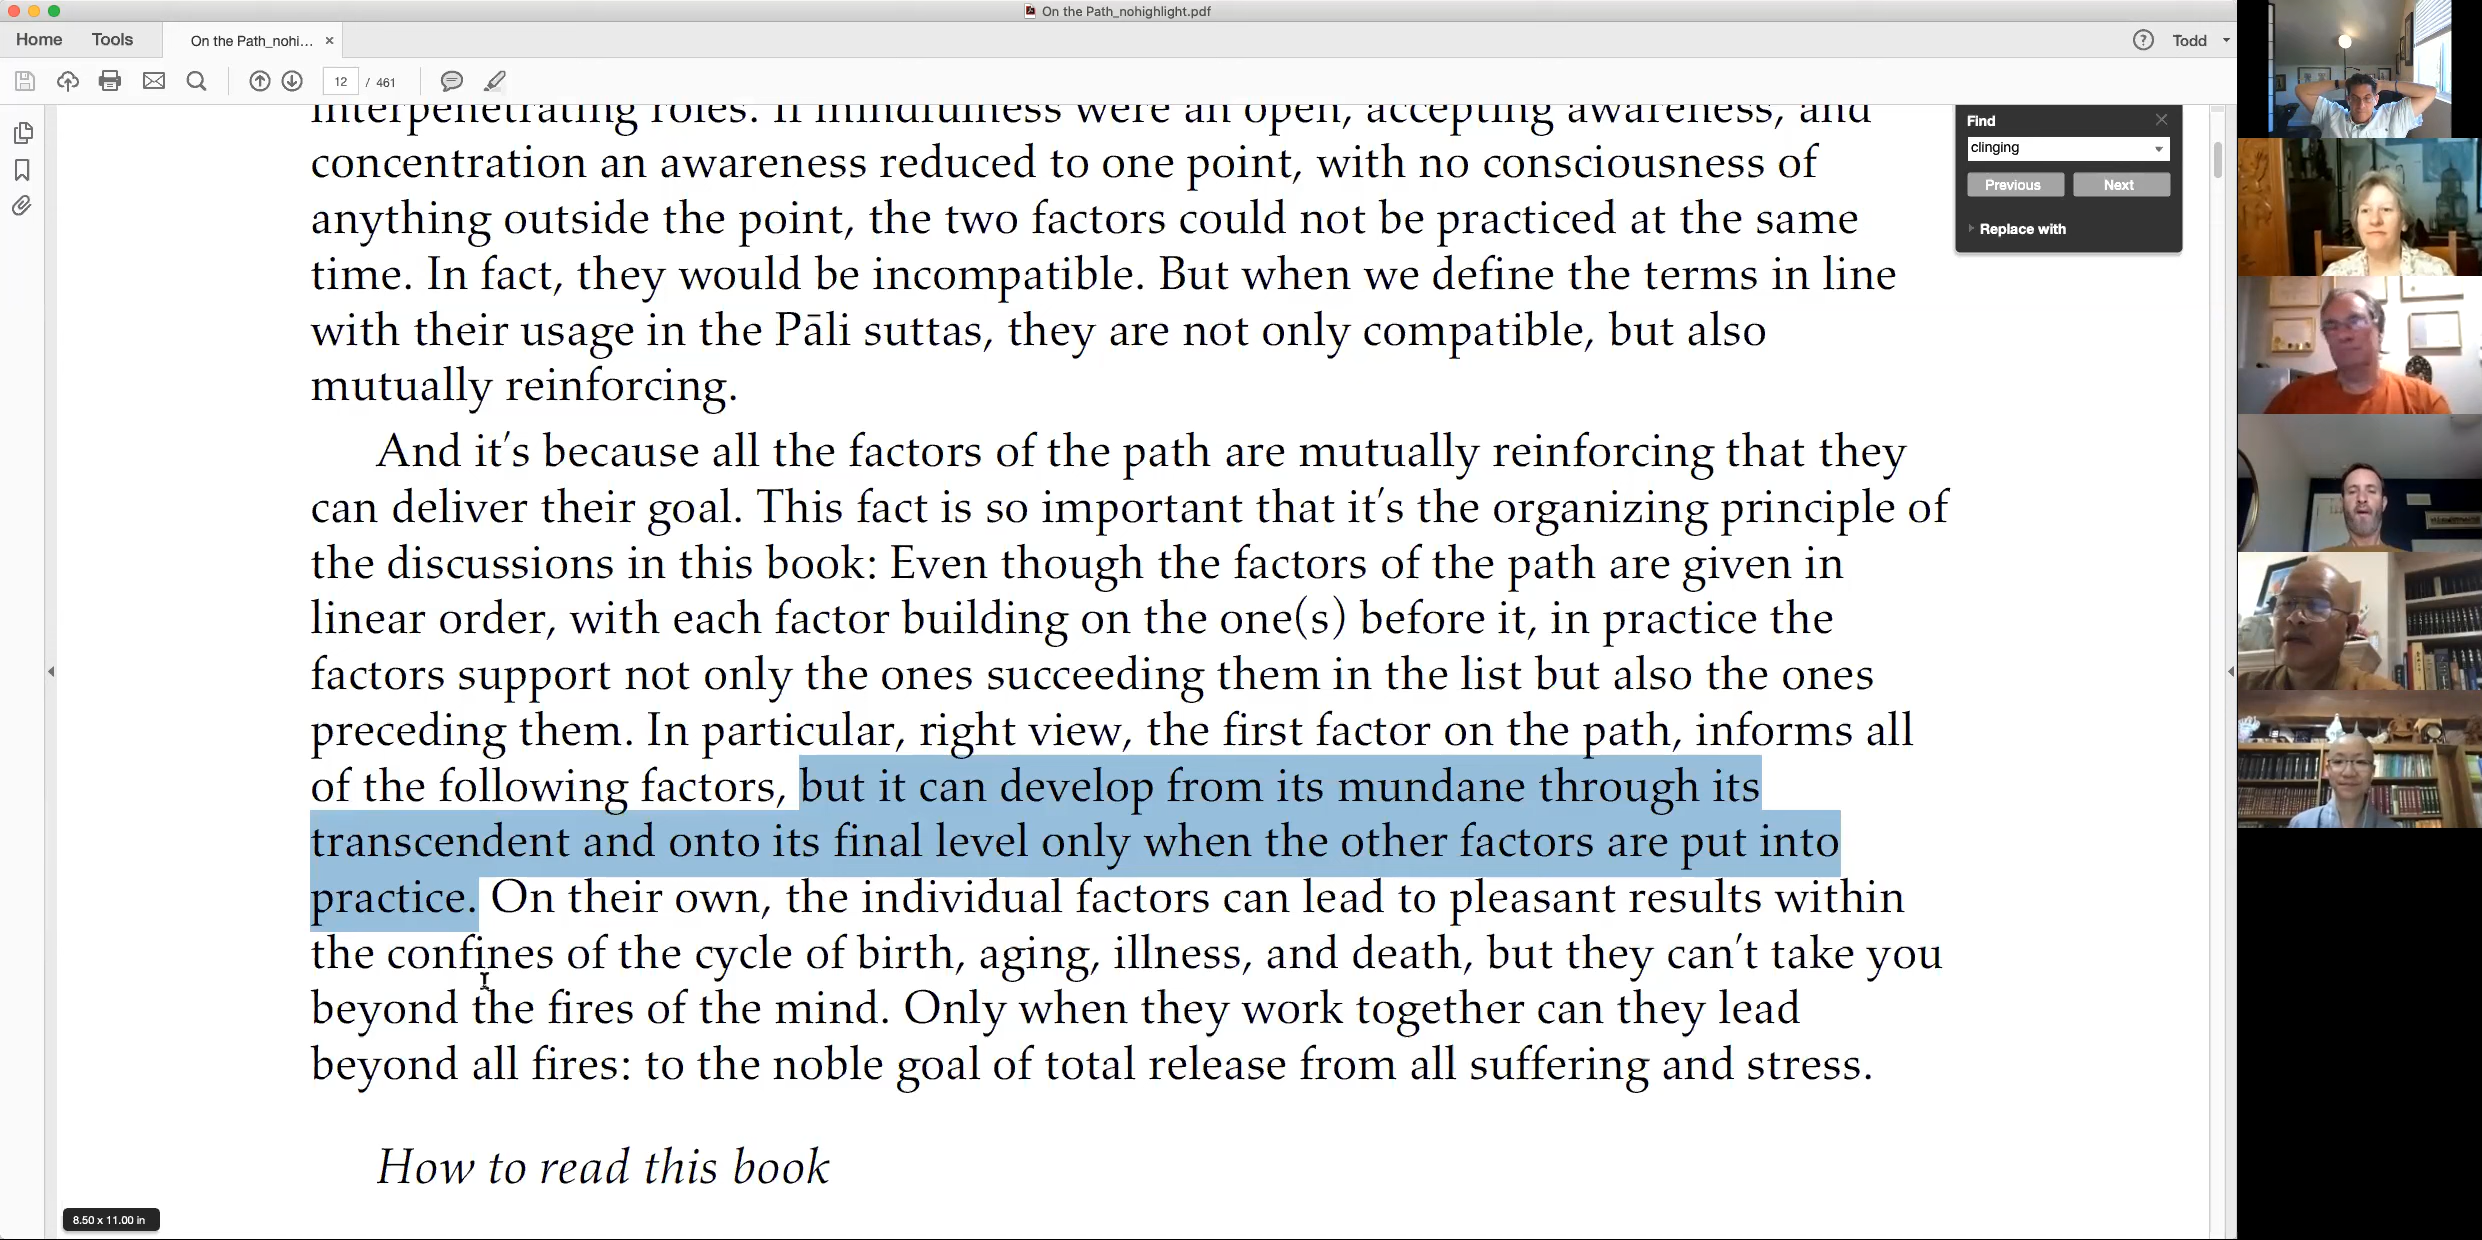 On the Path_nohighlight.pdf
Home
Tools
On the Path_nohi...
Todd
12 / 461
interpenetrating roles. If mindfulness were an open, accepting awareness, and
concentration an awareness reduced to one point, with no consciousness of
anything outside the point, the two factors could not be practiced at the same
time. In fact, they would be incompatible. But when we define the terms in line
with their usage in the Pāli suttas, they are not only compatible, but also
mutually reinforcing.
And it's because all the factors of the path are mutually reinforcing that they
can deliver their goal. This fact is so important that it's the organizing principle of
the discussions in this book: Even though the factors of the path are given in
linear order, with each factor building on the one(s) before it, in practice the
factors support not only the ones succeeding them in the list but also the ones
preceding them. In particular, right view, the first factor on the path, informs all
of the following factors, but it can develop from its mundane through its
transcendent and onto its final level only when the other factors are put into
practice. On their own, the individual factors can lead to pleasant results within
the confines of the cycle of birth, aging, illness, and death, but they can't take you
beyond the fires of the mind. Only when they work together can they lead
beyond all fires: to the noble goal of total release from all suffering and stress.
How to read this book
8.50 x 11.00 in
Find
clinging
Previous
Next
Replace with